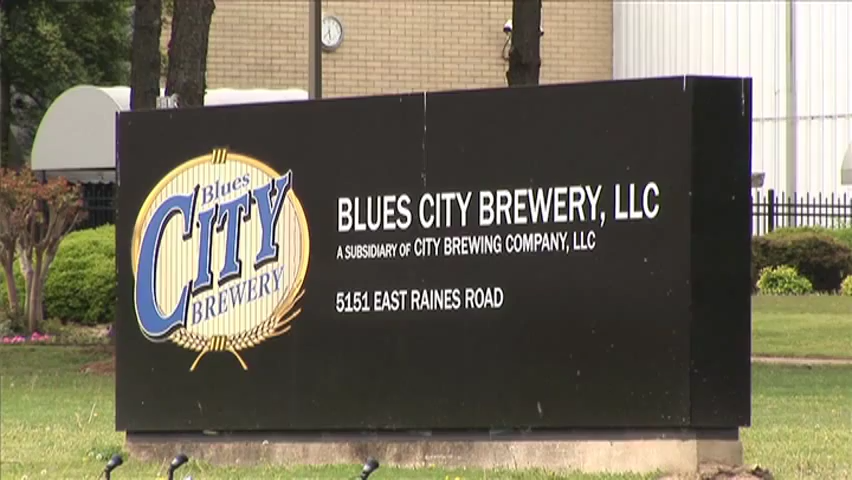 Blues
CITY
BREWERY
BLUES CITY BREWERY, LLC
A SUBSIDIARY OF CITY BREWING COMPANY, LLC
5151 EAST RAINES ROAD